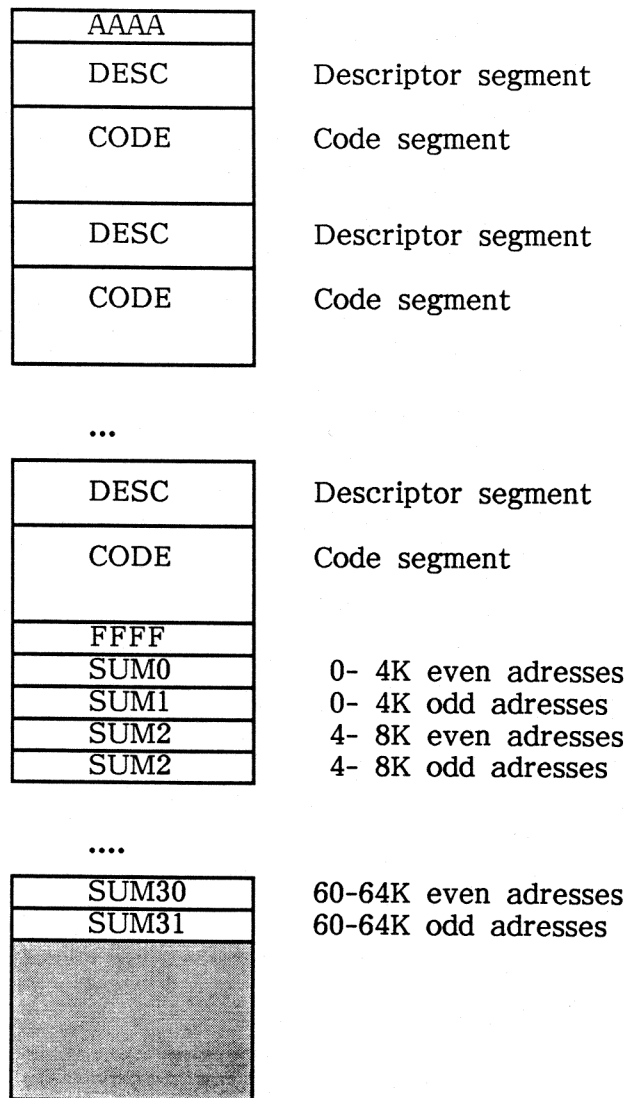 AAAA
DESC Descriptor segment
CODE Code segment
DESC Descriptor segment
CODE Code segment
...
DESC Descriptor segment
CODE Code segment
FFFF
SUM0 0- 4K even adresses
SUM1 0- 4K odd adresses
SUM2 4- 8K even adresses
SUM2 4- 8K odd adresses
....
SUM30 60-64K even adresses
SUM31 60-64K odd adresses